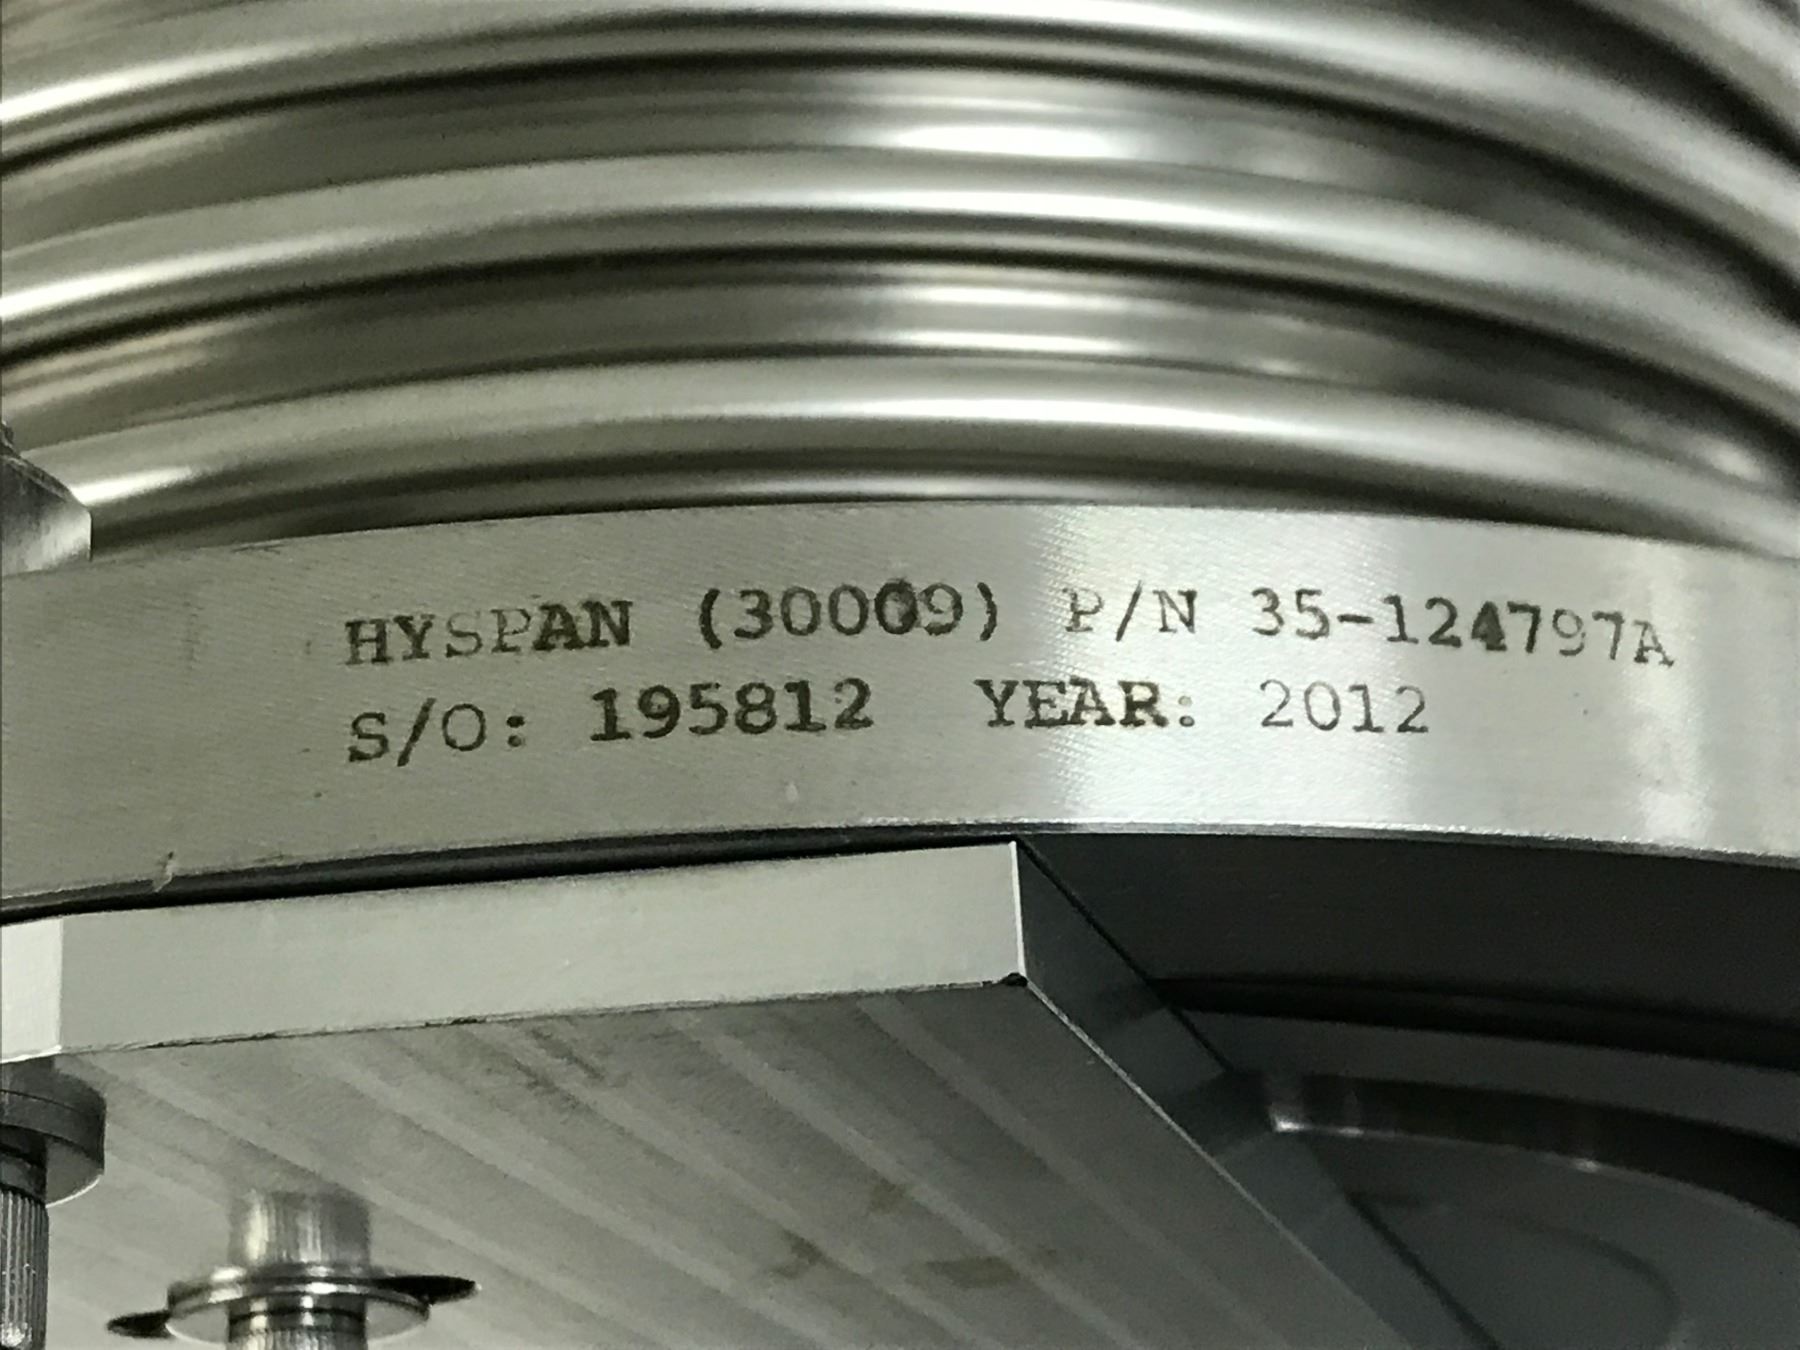 HYSPAN (30009) P/N 35-124797A
S/O: 195812 YEAR: 2012